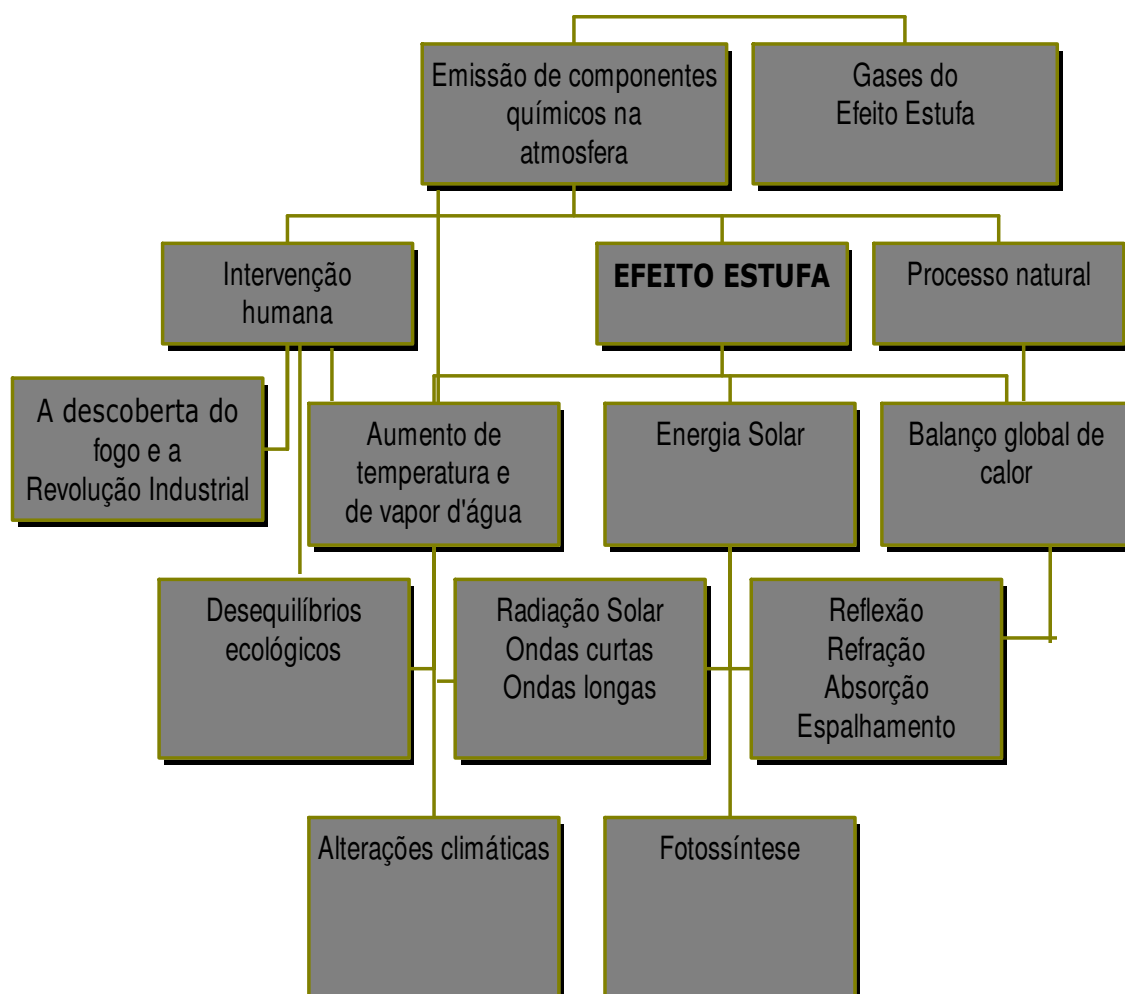 Emissão de componentes
químicos na
atmosfera
Gases do
Efeito Estufa
Intervenção
humana
EFEITO ESTUFA
Processo natural
A descoberta do
fogo e a
Revolução Industrial
Aumento de
temperatura e
de vapor d'água
Energia Solar
Balanço global de
calor
Desequilíbrios
ecológicos
Radiação Solar
Ondas curtas
Ondas longas
Reflexão
Refração
Absorção
Espalhamento
Alterações climáticas
Fotossíntese